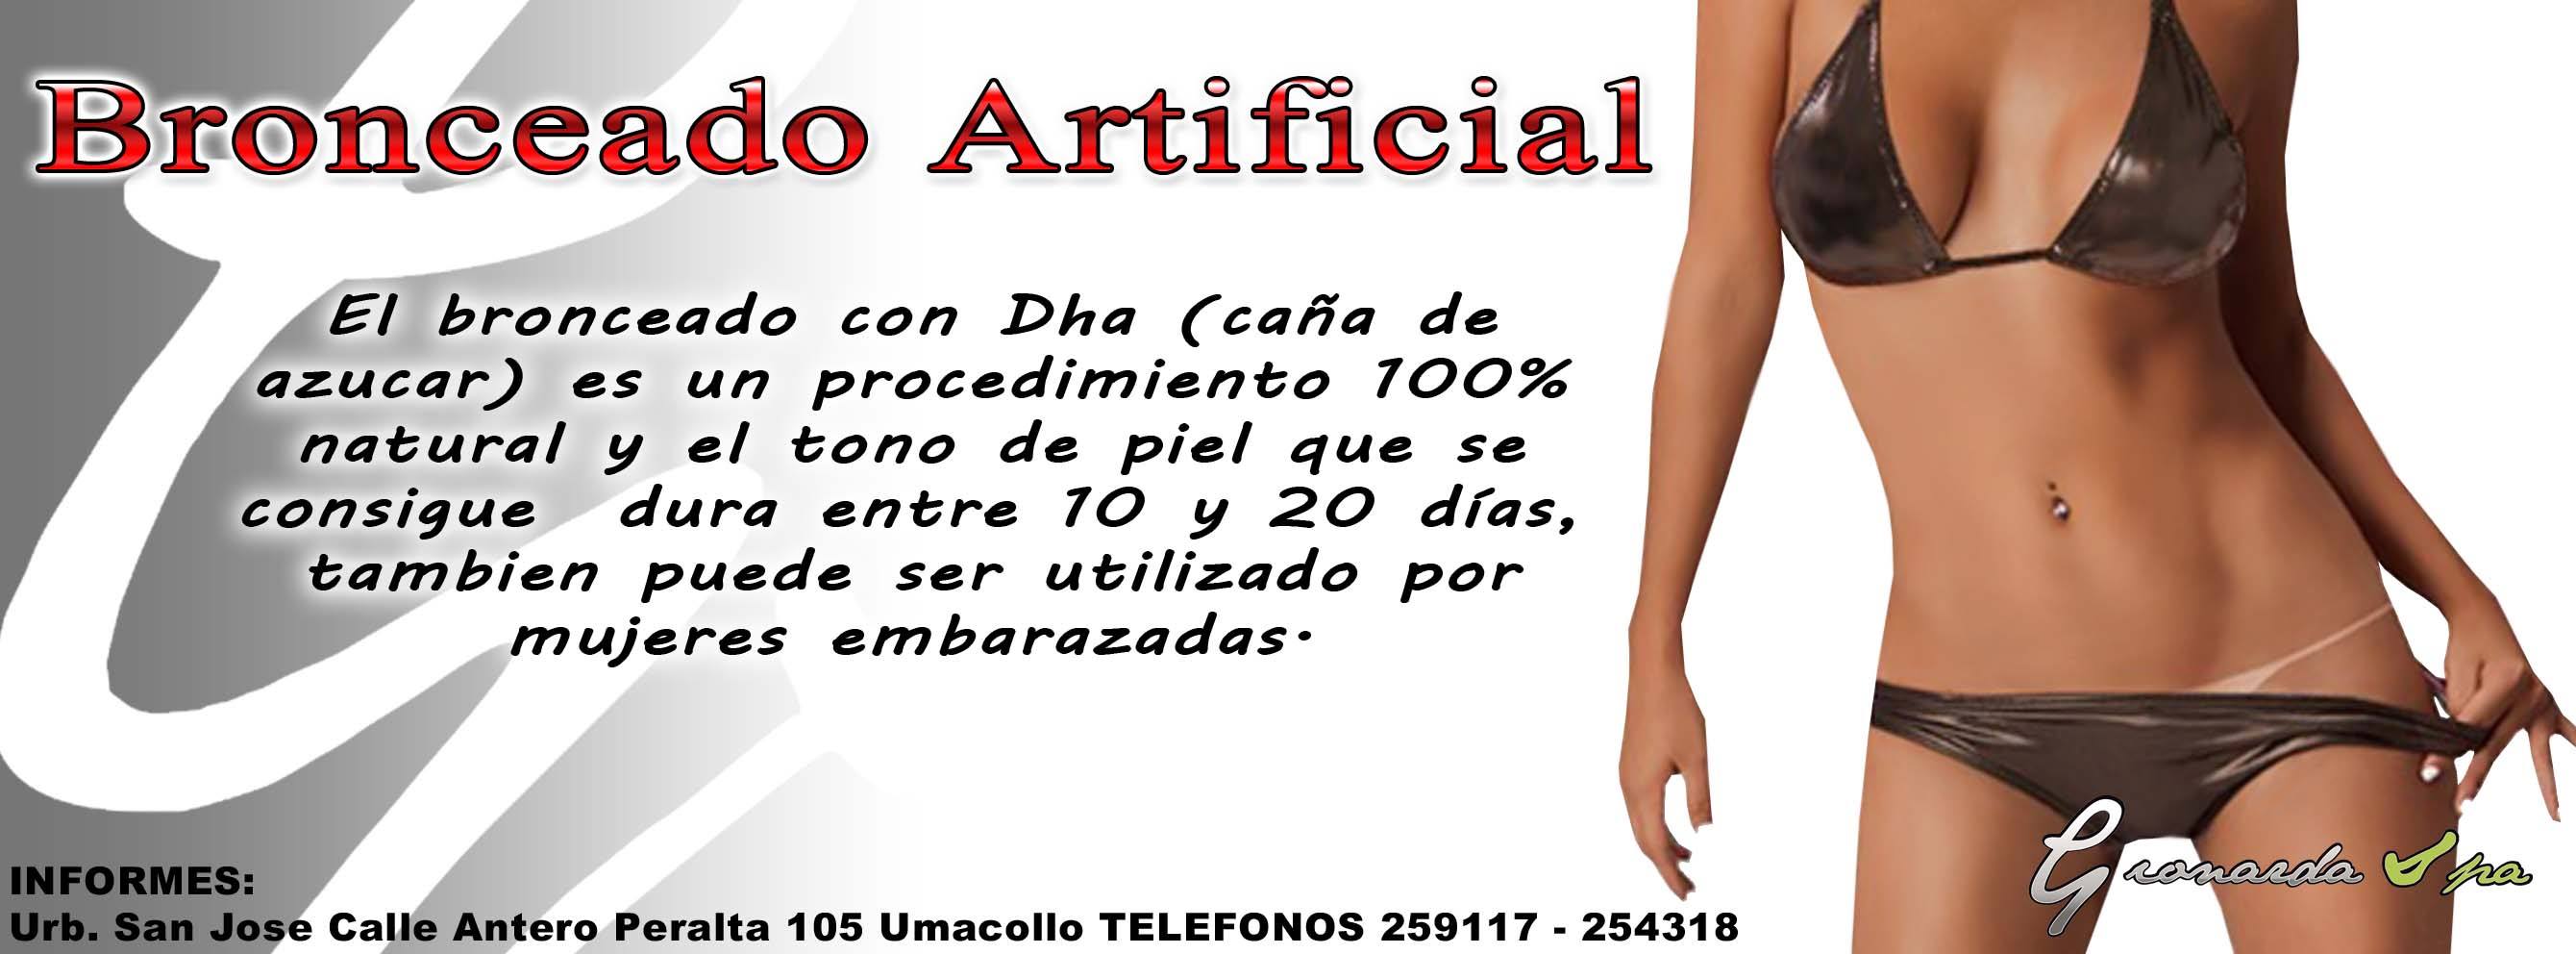 Bronceado Artificial
El bronceado con Dha (caña de
azucar) es un procedimiento 100%
natural y el tono de piel que se
consigue dura entre 10 y 20 días,
tambien puede ser utilizado por
mujeres embarazadas.
INFORMES:
Urb. San Jose Calle Antero Peralta 105 Umacollo TELEFONOS 259117 - 254318
Gronarda Spa